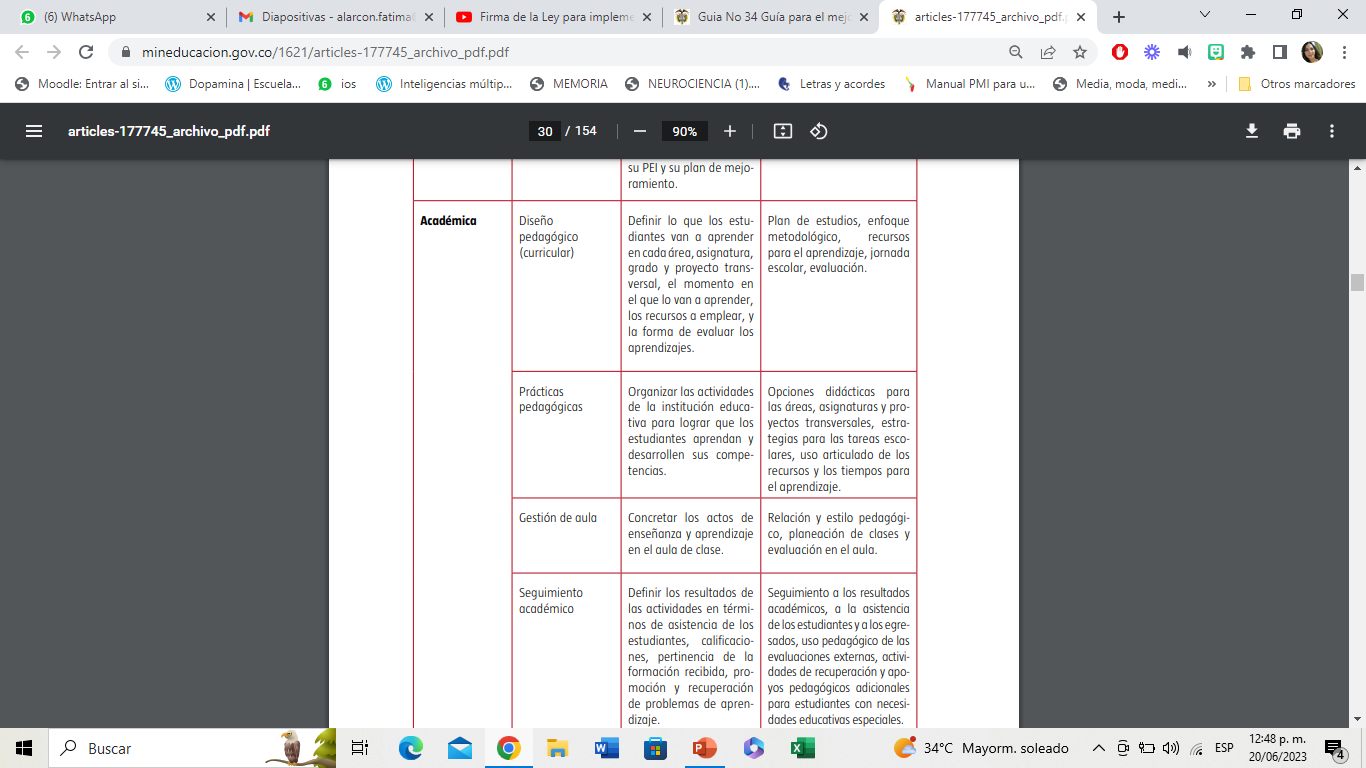 (6) WhatsApp
Diapositivas - alarcon.fatima
Firma de la Ley para impleme
Guia No 34 Guía para el mej
articles-177745_archivo_pdf.p
mineducacion.gov.co/1621/articles-177745_archivo_pdf.pdf
Moodle: Entrar al si...
Dopamina | Escuela...
6 ios
Inteligencias múltip...
MEMORIA
NEUROCIENCIA (1)....
Letras y acordes
Manual PMI para u...
Media, moda, medi...
»
Otros marcadores
articles-177745_archivo_pdf.pdf
30 / 154
90%
su PEI y su plan de mejo-
ramiento.
Académica
Diseño
pedagógico
(curricular)
Definir lo que los estu-
diantes van a aprender
en cada área, asignatura,
grado y proyecto trans-
versal, el momento en
el que lo van a aprender,
los recursos a emplear, y
la forma de evaluar los
aprendizajes.
Plan de estudios, enfoque
metodológico, recursos
para el aprendizaje, jornada
escolar, evaluación.
Prácticas
pedagógicas
Organizar las actividades
de la institución educa-
tiva para lograr que los
estudiantes aprendan y
desarrollen sus compe-
tencias.
Opciones didácticas para
las áreas, asignaturas y pro-
yectos transversales, estra-
tegias para las tareas esco-
lares, uso articulado de los
recursos y los tiempos para
el aprendizaje.
Gestión de aula
Concretar los actos de
enseñanza y aprendizaje
en el aula de clase.
Relación y estilo pedagógi-
co, planeación de clases y
evaluación en el aula.
Seguimiento
académico
Definir los resultados de
las actividades en térmi-
nos de asistencia de los
estudiantes, calificacio-
nes, pertinencia de la
formación recibida, pro-
moción y recuperación
de problemas de apren-
dizaje.
Seguimiento a los resultados
académicos, a la asistencia
de los estudiantes y a los egre-
sados, uso pedagógico de las
evaluaciones externas, activi-
dades de recuperación y apo-
yos pedagógicos adicionales
para estudiantes con necesi-
dades educativas especiales.
Buscar
34°C Mayorm. soleado
ESP
12:48 p. m.
20/06/2023
4